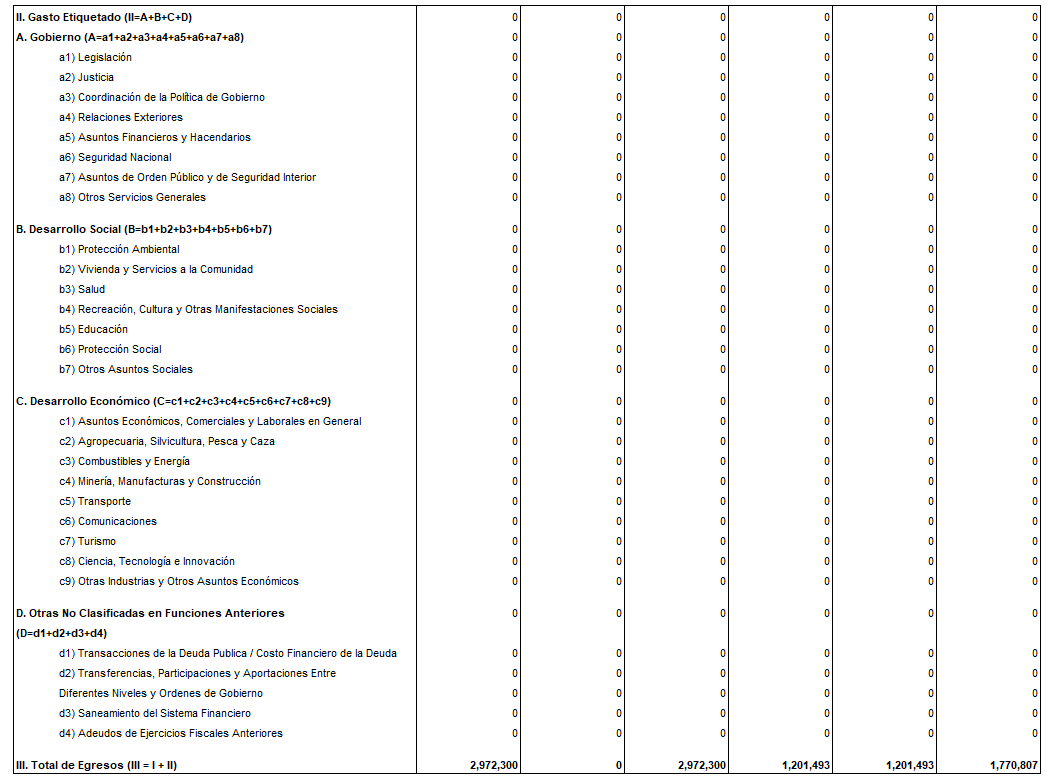 II. Gasto Etiquetado (II=A+B+C+D) 0 0 0 0 0 0
A. Gobierno (A=a1+a2+a3+a4+a5+a6+a7+a8) 0 0 0 0 0 0
a1) Legislación 0 0 0 0 0 0
a2) Justicia 0 0 0 0 0 0
a3) Coordinación de la Política de Gobierno 0 0 0 0 0 0
a4) Relaciones Exteriores 0 0 0 0 0 0
a5) Asuntos Financieros y Hacendarios 0 0 0 0 0 0
a6) Seguridad Nacional 0 0 0 0 0 0
a7) Asuntos de Orden Público y de Seguridad Interior 0 0 0 0 0 0
a8) Otros Servicios Generales 0 0 0 0 0 0
B. Desarrollo Social (B=b1+b2+b3+b4+b5+b6+b7) 0 0 0 0 0 0
b1) Protección Ambiental 0 0 0 0 0 0
b2) Vivienda y Servicios a la Comunidad 0 0 0 0 0 0
b3) Salud 0 0 0 0 0 0
b4) Recreación, Cultura y Otras Manifestaciones Sociales 0 0 0 0 0 0
b5) Educación 0 0 0 0 0 0
b6) Protección Social 0 0 0 0 0 0
b7) Otros Asuntos Sociales 0 0 0 0 0 0
C. Desarrollo Económico (C=c1+c2+c3+c4+c5+c6+c7+c8+c9) 0 0 0 0 0 0
c1) Asuntos Económicos, Comerciales y Laborales en General 0 0 0 0 0 0
c2) Agropecuaria, Silvicultura, Pesca y Caza 0 0 0 0 0 0
c3) Combustibles y Energía 0 0 0 0 0 0
c4) Minería, Manufacturas y Construcción 0 0 0 0 0 0
c5) Transporte 0 0 0 0 0 0
c6) Comunicaciones 0 0 0 0 0 0
c7) Turismo 0 0 0 0 0 0
c8) Ciencia, Tecnología e Innovación 0 0 0 0 0 0
c9) Otras Industrias y Otros Asuntos Económicos 0 0 0 0 0 0
D. Otras No Clasificadas en Funciones Anteriores 0 0 0 0 0 0
(D=d1+d2+d3+d4)
d1) Transacciones de la Deuda Publica / Costo Financiero de la Deuda 0 0 0 0 0 0
d2) Transferencias, Participaciones y Aportaciones Entre 0 0 0 0 0 0
Diferentes Niveles y Ordenes de Gobierno 0 0 0 0 0 0
d3) Saneamiento del Sistema Financiero 0 0 0 0 0 0
d4) Adeudos de Ejercicios Fiscales Anteriores 0 0 0 0 0 0
III. Total de Egresos (III = I + II) 2,972,300 0 2,972,300 1,201,493 1,201,493 1,770,807